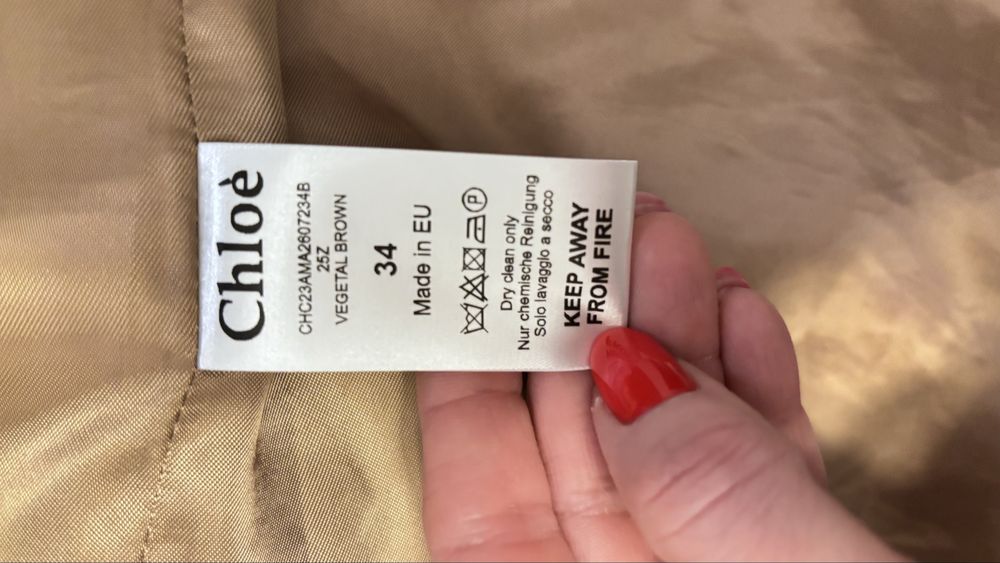 Chloè
CHC23AMA2607234B
25Z
VEGETAL BROWN
34
Made in EU
P
Dry clean only
Nur chemische Reinigung
Solo lavaggio a secco
KEEP AWAY
FROM FIRE